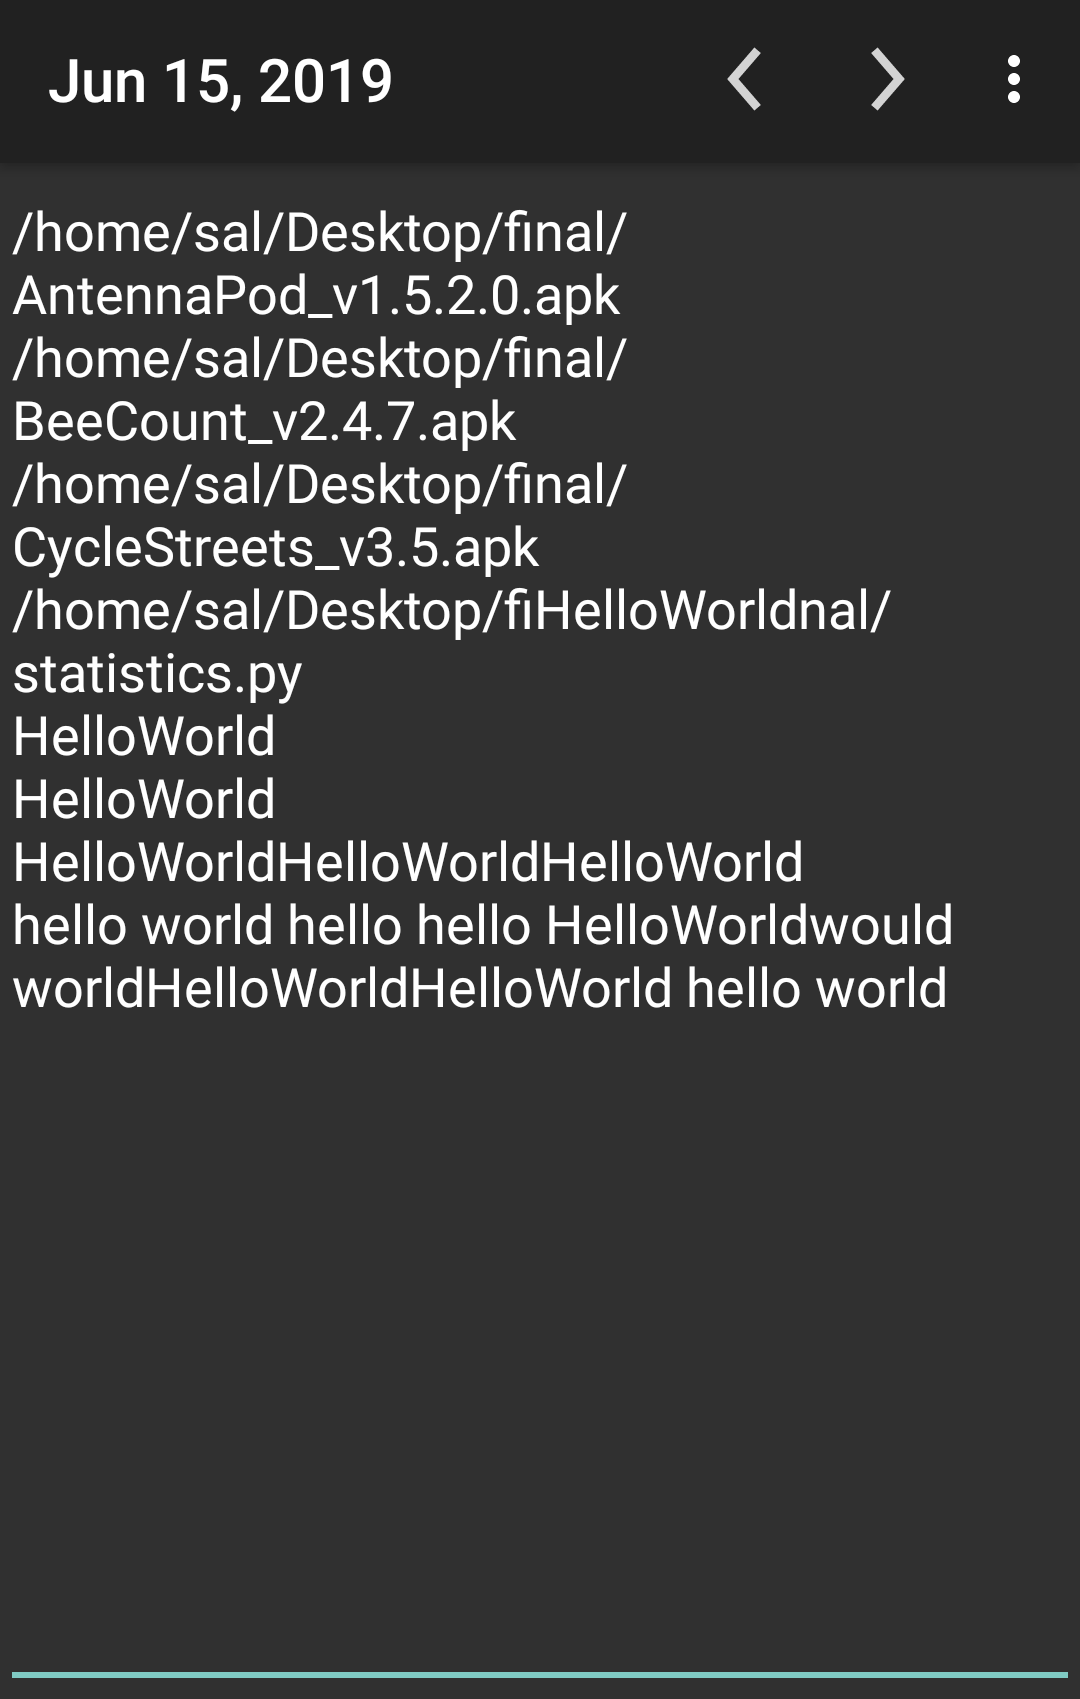 Jun 15, 2019
/home/sal/Desktop/final/
AntennaPod_v1.5.2.0.apk
/home/sal/Desktop/final/
BeeCount_v2.4.7.apk
/home/sal/Desktop/final/
CycleStreets_v3.5.apk
/home/sal/Desktop/fiHelloWorldnal/
statistics.py
HelloWorld
HelloWorld
HelloWorldHelloWorldHelloWorld
hello world hello hello HelloWorldwould
worldHelloWorldHelloWorld hello world